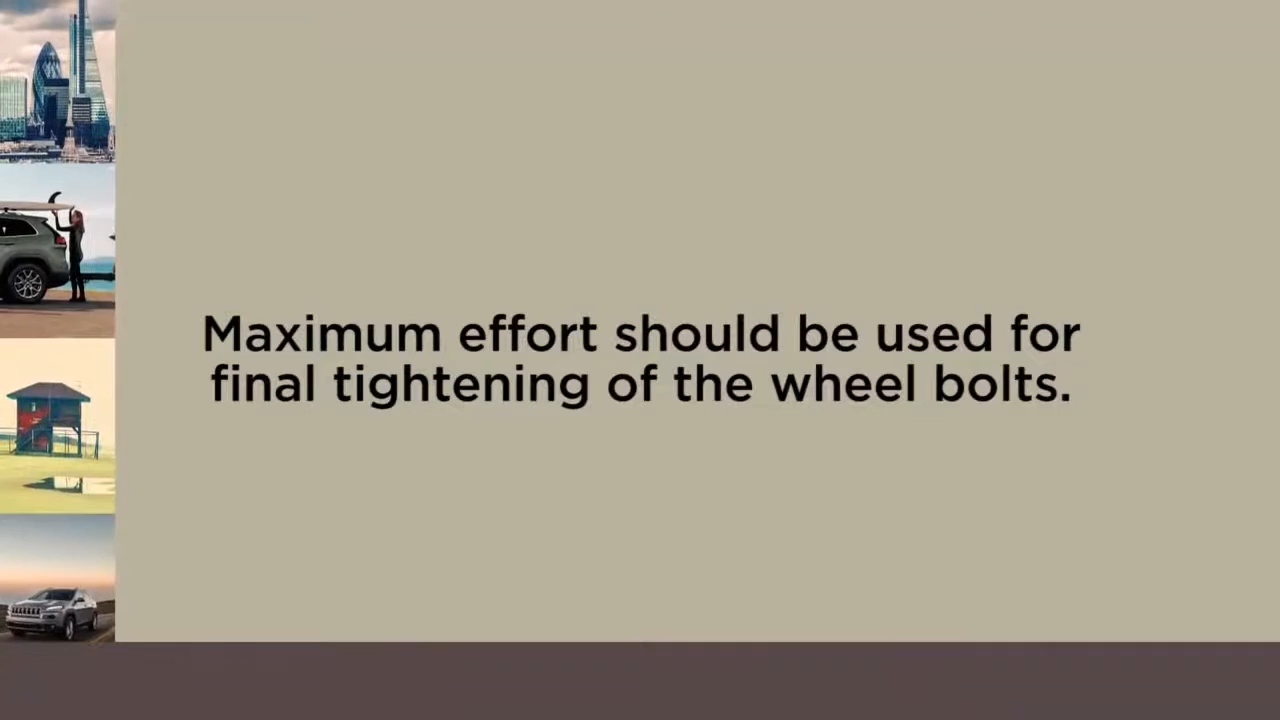 Maximum effort should be used for
final tightening of the wheel bolts.